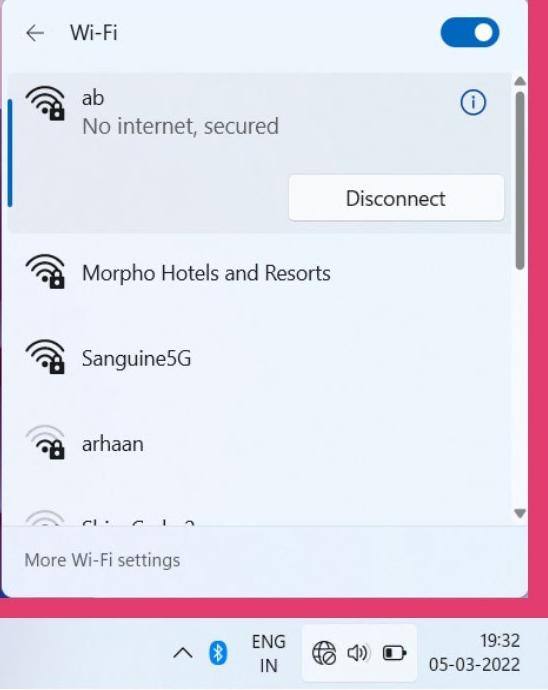 Wi-Fi
ab
No internet, secured
Disconnect
Morpho Hotels and Resorts
Sanguine5G
arhaan
More Wi-Fi settings
ENG
IN
19:32
05-03-2022